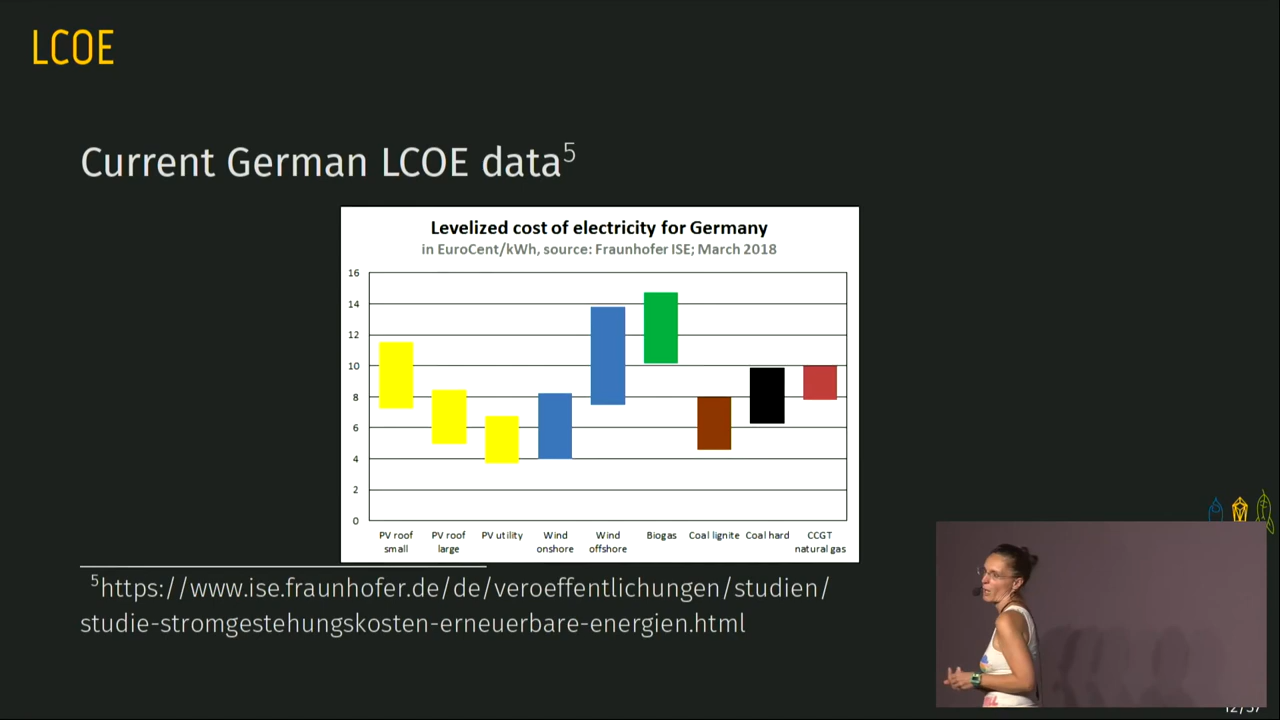 LCOE
Current German LCOE data5
Levelized cost of electricity for Germany
in EuroCent/kWh, source: Fraunhofer ISE; March 2018
16
14
12
10
8
6
4
2
0
PV roof small
PV roof large
PV utility
Wind onshore
Wind offshore
Biogas
Coal lignite
Coal hard
CCGT natural gas
5https://www.ise.fraunhofer.de/de/veroeffentlichungen/studien/
studie-stromgestehungskosten-erneuerbare-energien.html